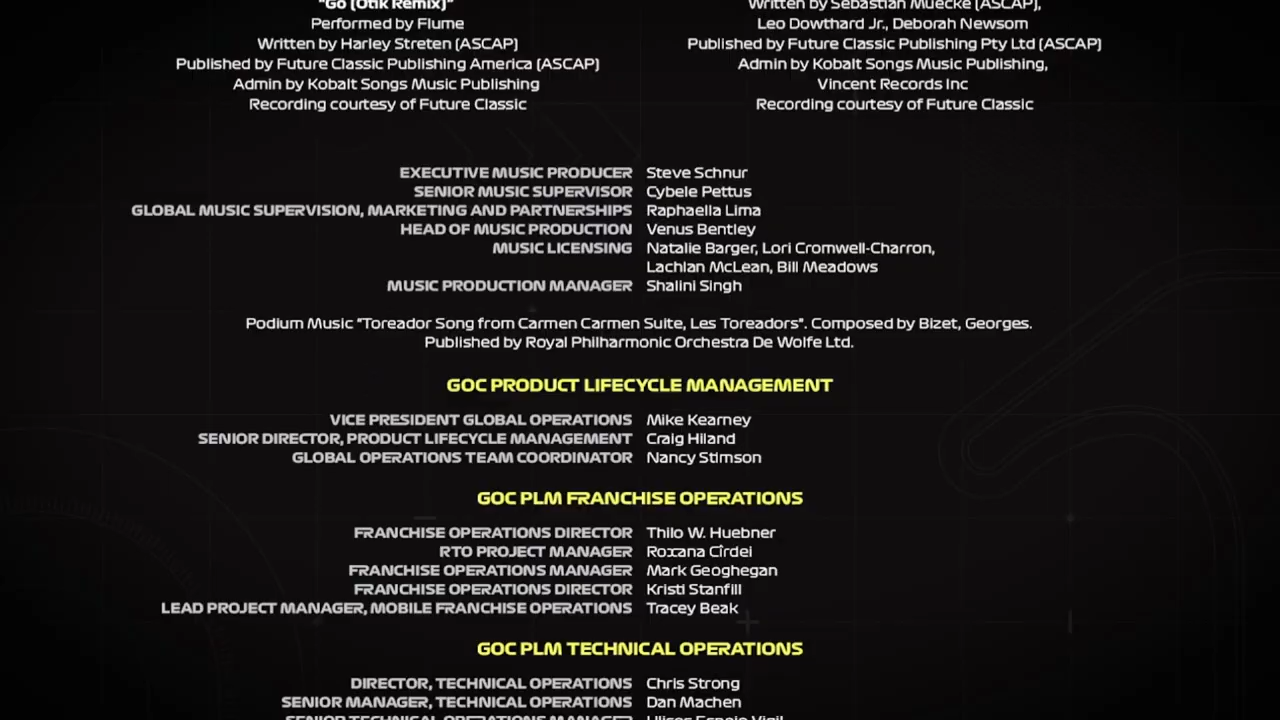 "Go (Otik Remix)"
Performed by Flume
Written by Harley Streten (ASCAP)
Published by Future Classic Publishing America (ASCAP)
Admin by Kobalt Songs Music Publishing
Recording courtesy of Future Classic
Written by Sebastian Muecke (ASCAP),
Leo Dowthard Jr., Deborah Newsom
Published by Future Classic Publishing Pty Ltd (ASCAP)
Admin by Kobalt Songs Music Publishing,
Vincent Records Inc
Recording courtesy of Future Classic
EXECUTIVE MUSIC PRODUCER Steve Schnur
SENIOR MUSIC SUPERVISOR Cybele Pettus
GLOBAL MUSIC SUPERVISION, MARKETING AND PARTNERSHIPS Raphaella Lima
HEAD OF MUSIC PRODUCTION Venus Bentley
MUSIC LICENSING Natalie Barger, Lori Cromwell-Charron,
Lachlan McLean, Bill Meadows
MUSIC PRODUCTION MANAGER Shalini Singh
Podium Music "Toreador Song from Carmen Carmen Suite, Les Toreadors". Composed by Bizet, Georges.
Published by Royal Philharmonic Orchestra De Wolfe Ltd.
GOC PRODUCT LIFECYCLE MANAGEMENT
VICE PRESIDENT GLOBAL OPERATIONS Mike Kearney
SENIOR DIRECTOR, PRODUCT LIFECYCLE MANAGEMENT Craig Hiland
GLOBAL OPERATIONS TEAM COORDINATOR Nancy Stimson
GOC PLM FRANCHISE OPERATIONS
FRANCHISE OPERATIONS DIRECTOR Thilo W. Huebner
RTO PROJECT MANAGER Roxana Cîrdei
FRANCHISE OPERATIONS MANAGER Mark Geoghegan
FRANCHISE OPERATIONS DIRECTOR Kristi Stanfill
LEAD PROJECT MANAGER, MOBILE FRANCHISE OPERATIONS Tracey Beak
GOC PLM TECHNICAL OPERATIONS
DIRECTOR, TECHNICAL OPERATIONS Chris Strong
SENIOR MANAGER, TECHNICAL OPERATIONS Dan Machen
SENIOR TECHNICAL OPERATIONS MANAGER